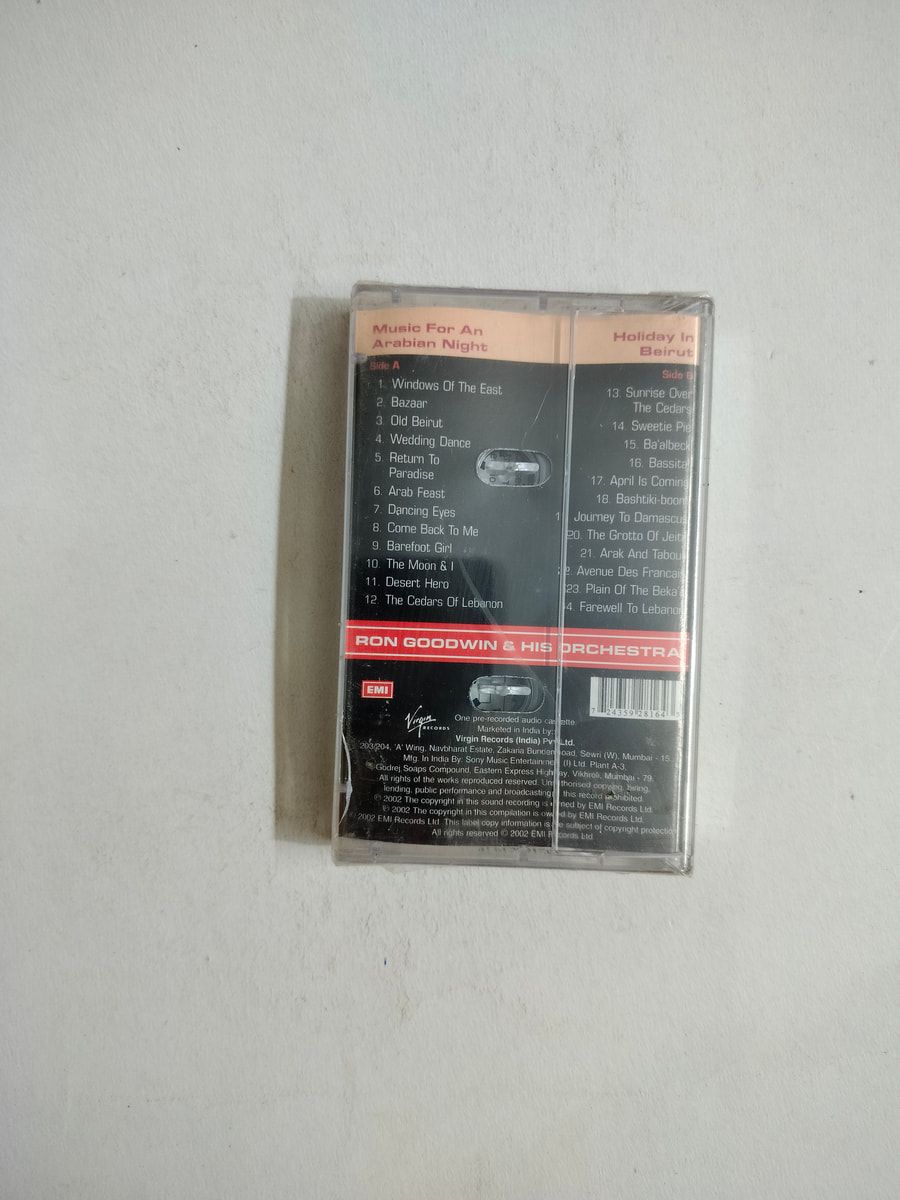 Music For An
Arabian Night
Side A
1. Windows Of The East
2. Bazaar
3. Old Beirut
4. Wedding Dance
5. Return To
Paradise
6. Arab Feast
7. Dancing Eyes
8. Come Back To Me
9. Barefoot Girl
10. The Moon & I
11. Desert Hero
12. The Cedars Of Lebanon
Holiday In
Beirut
Side B
13. Sunrise Over
The Cedars
14. Sweetie Pie
15. Ba'albeck
16. Bassita
17. April Is Coming
18. Bashtiki-boom
Journey To Damascus
20. The Grotto Of Jeit
21. Arak And Tabou
2. Avenue Des Francais
23. Plain Of The Beka'a
4. Farewell To Lebanon
RON GOODWIN & HIS ORCHESTRA
EMI
Virgin
RECORDS
7 24359 28164 5
One pre-recorded audio cassette
Marketed in India by:
Virgin Records (India) Pvt Ltd.
203/204, 'A' Wing, Navbharat Estate, Zakaria Bunder Road, Sewri (W), Mumbai - 15.
Mfg. In India By: Sony Music Entertainment (I) Ltd. Plant A-3,
Godrej Soaps Compound, Eastern Express Highway, Vikhroli, Mumbai - 79.
All rights of the works reproduced reserved. Unauthorised copying, hiring,
lending, public performance and broadcasting this record prohibited.
℗ 2002 The copyright in this sound recording is owned by EMI Records Ltd.
℗ 2002 The copyright in this compilation is owned by EMI Records Ltd.
2002 EMI Records Ltd. This label copy information is the subject of copyright protection
All rights reserved © 2002 EMI Records Ltd